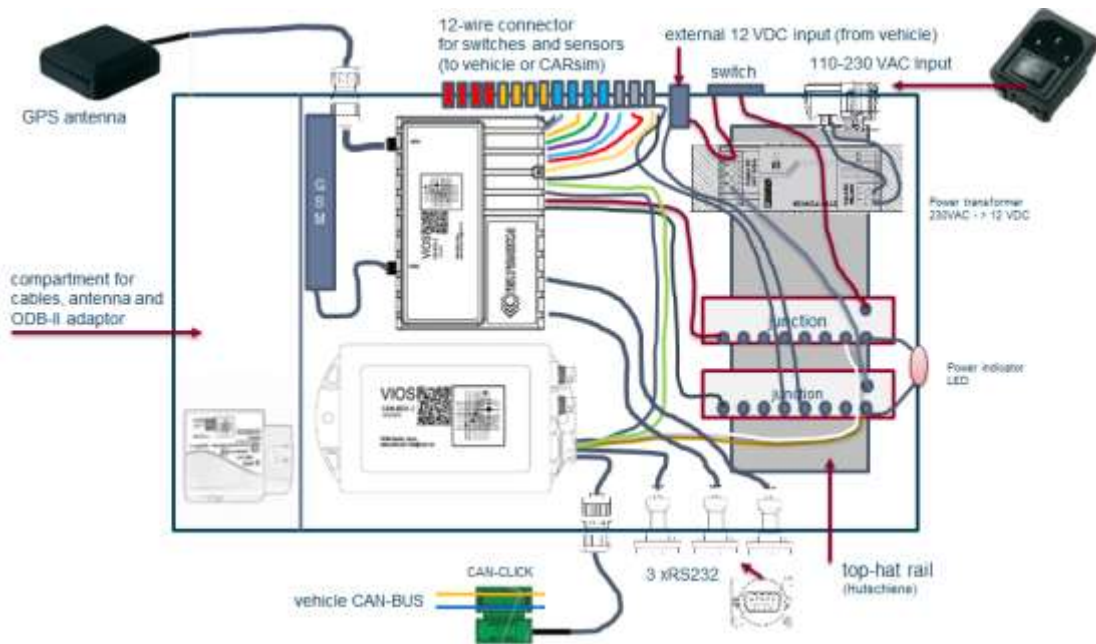 12-wire connector
for switches and sensors
(to vehicle or CARsim)
external 12 VDC input (from vehicle)
switch
110-230 VAC Input
GPS antenna
GSM
VIOS
Power transformer
230VAC - > 12 VDC
compartment for
cables, antenna and
ODB-II adaptor
junction
Power indicator
LED
junction
VIOS
CAN-CLICK
vehicle CAN-BUS
3 xRS232
top-hat rail
(Hutschiene)